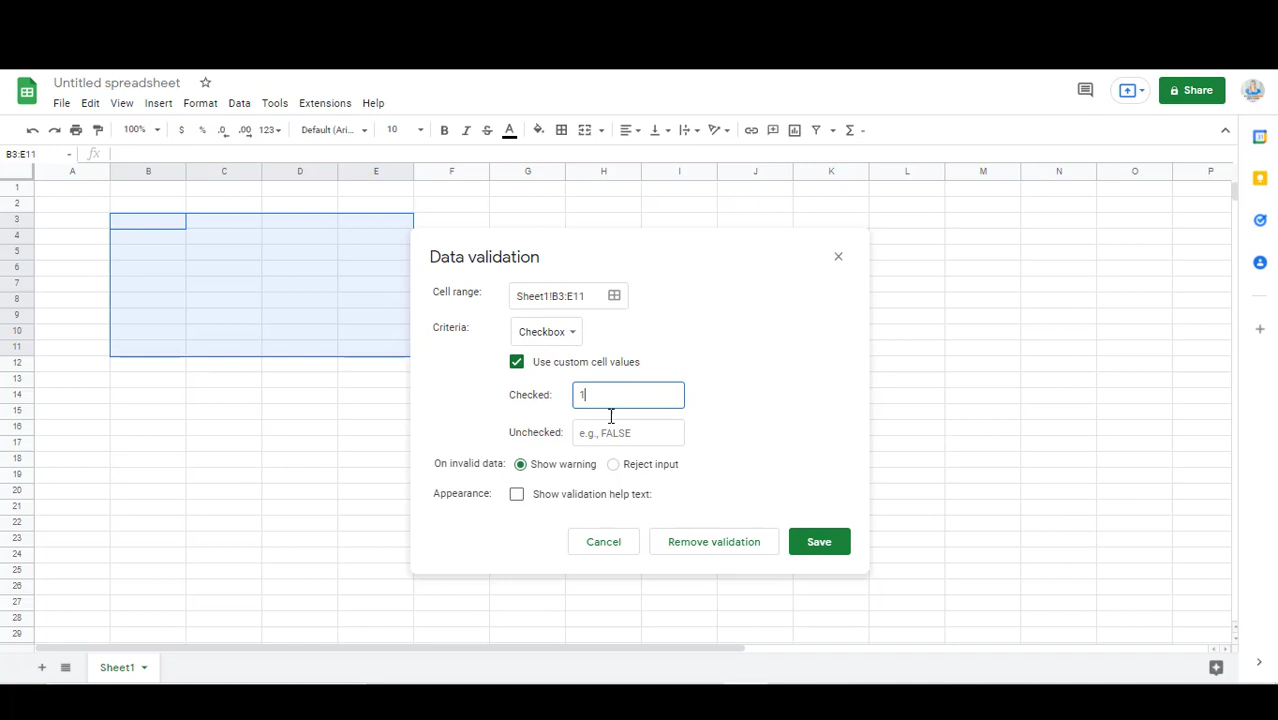 Untitled spreadsheet
File Edit View Insert Format Data Tools Extensions Help
Share
100% $ % .0 .00 123 Default (Ari... 10 B I S A
B3:E11 fx
A B C D E F G H I J K L M N O P
1
2
3
4
5
6
7
8
9
10
11
12
13
14
15
16
17
18
19
20
21
22
23
24
25
26
27
28
29
Data validation
Cell range: Sheet1!B3:E11
Criteria: Checkbox
Use custom cell values
Checked: 1
Unchecked: e.g., FALSE
On invalid data: Show warning Reject input
Appearance: Show validation help text:
Cancel Remove validation Save
Sheet1